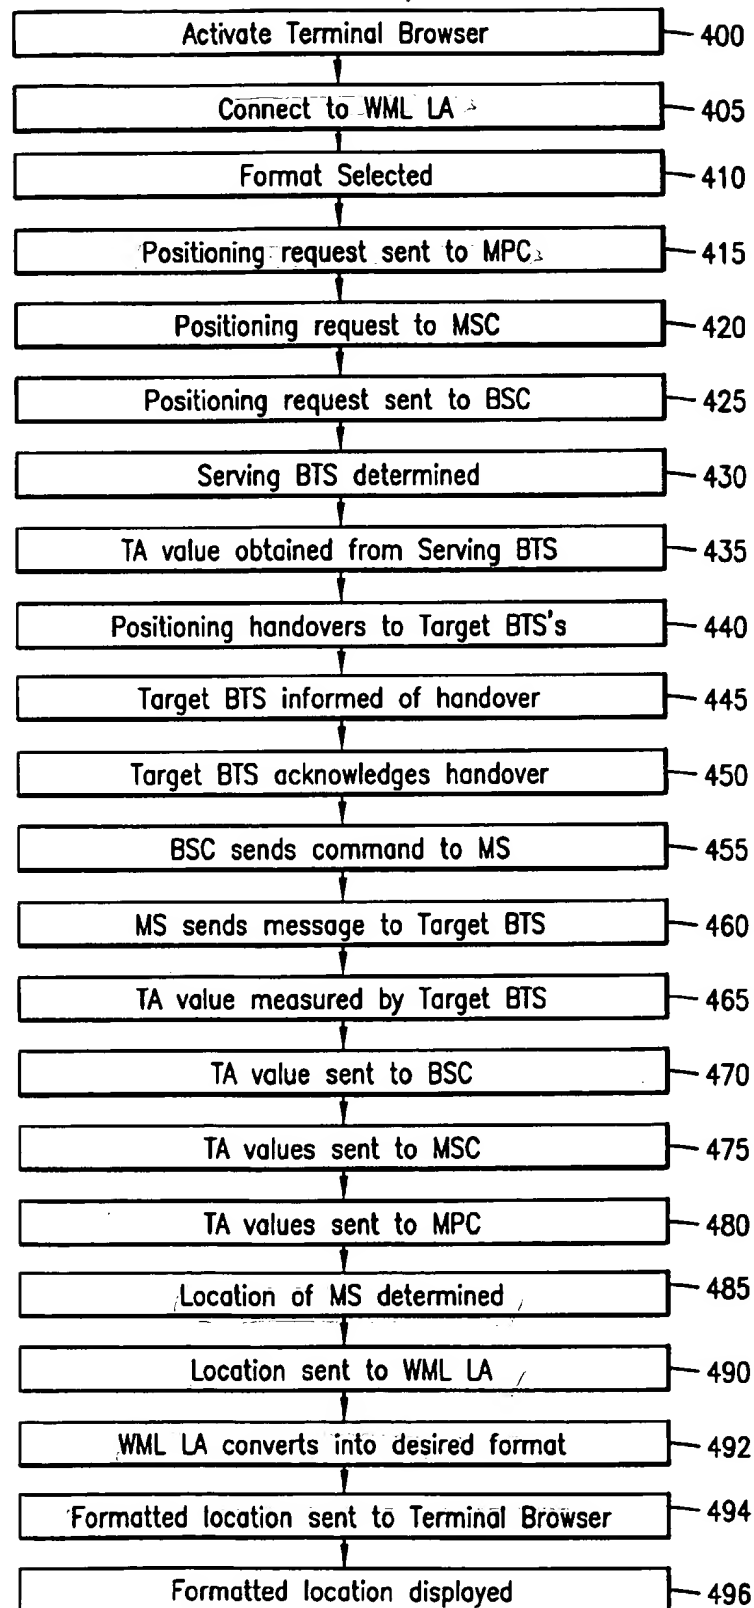 Activate Terminal Browser 400
Connect to WML LA 405
Format Selected 410
Positioning request sent to MPC 415
Positioning request to MSC 420
Positioning request sent to BSC 425
Serving BTS determined 430
TA value obtained from Serving BTS 435
Positioning handovers to Target BTS's 440
Target BTS informed of handover 445
Target BTS acknowledges handover 450
BSC sends command to MS 455
MS sends message to Target BTS 460
TA value measured by Target BTS 465
TA value sent to BSC 470
TA values sent to MSC 475
TA values sent to MPC 480
Location of MS determined 485
Location sent to WML LA 490
WML LA converts into desired format 492
Formatted location sent to Terminal Browser 494
Formatted location displayed 496